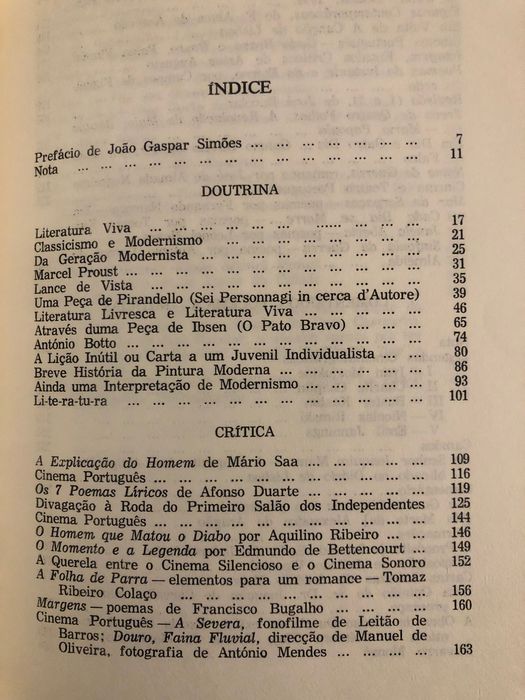 ÍNDICE
Prefácio de João Gaspar Simões ... ... ... ... ... ... 7
Nota ... ... ... ... ... ... ... ... ... ... ... ... 11
DOUTRINA
Literatura Viva ... ... ... ... ... ...... ... ... ... 17
Classicismo e Modernismo ... ... ... ... ... ... ... 21
Da Geração Modernista ... ... ... ... ... ... ... ... 25
Marcel Proust ... ... ... ... ... ... ... ... ... ... 31
Lance de Vista ... ... ... ... ... ... ... ... ... ... 35
Uma Peça de Pirandello (Sei Personnagi in cerca d'Autore) 39
Literatura Livresca e Literatura Viva ... ... ... ... 46
Através duma Peça de Ibsen (O Pato Bravo) ... ... ... 65
António Botto ... ... ... ... ... ... ... ... ... ... 74
A Lição Inútil ou Carta a um Juvenil Individualista ... ... 80
Breve História da Pintura Moderna ... ... ... ... ... 86
Ainda uma Interpretação de Modernismo ... ... ... ... 93
Li-te-ra-tu-ra ... ... ... ... ... ... ... ... ... 101
CRÍTICA
A Explicação do Homem de Mário Saa ... ... ... ... 109
Cinema Português ... ... ... ... ... ... ... ... ... 116
Os 7 Poemas Líricos de Afonso Duarte ... ... ... ... 119
Divagação à Roda do Primeiro Salão dos Independentes 125
Cinema Português ... ... ... ... ... ... ... ... ... 144
O Homem que Matou o Diabo por Aquilino Ribeiro ... ... 146
O Momento e a Legenda por Edmundo de Bettencourt ... 149
A Querela entre o Cinema Silencioso e o Cinema Sonoro 152
A Folha de Parra — elementos para um romance — Tomaz
Ribeiro Colaço ... ... ... ... ... ... ... ... ... 156
Margens — poemas de Francisco Bugalho ... ... ... ... 160
Cinema Português — A Severa, fonofilme de Leitão de
Barros; Douro, Faina Fluvial, direcção de Manuel de
Oliveira, fotografia de António Mendes ... ... ... ... 163